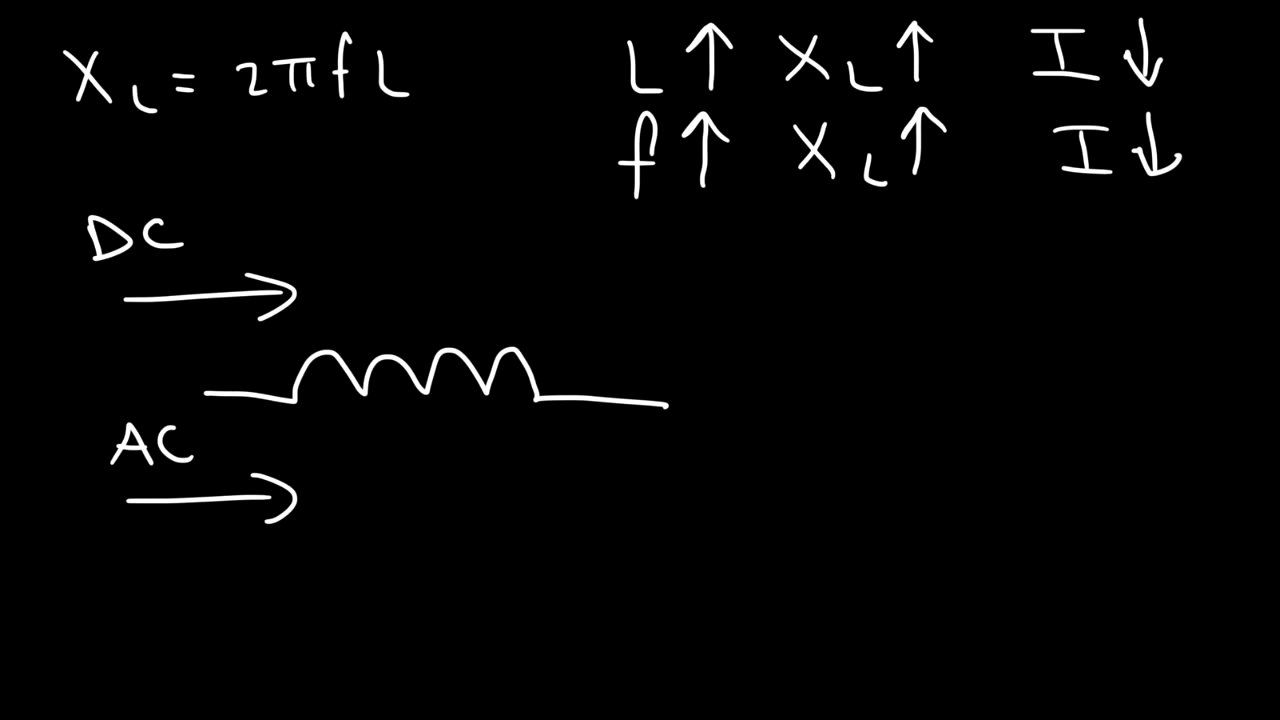 X_L = 2πfL
L ↑ X_L ↑ I ↓
f ↑ X_L ↑ I ↓
DC
AC